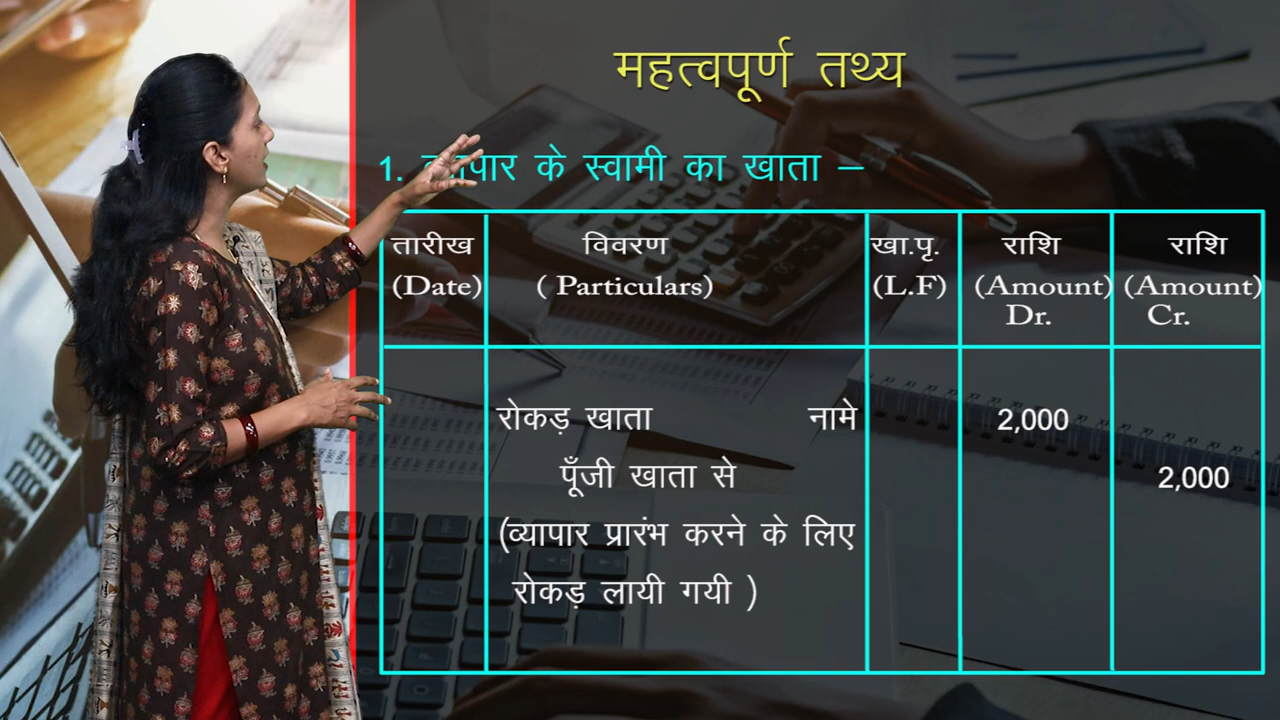 महत्वपूर्ण तथ्य
1. व्यापार के स्वामी का खाता –
तारीख विवरण खा.पृ. राशि राशि
(Date) ( Particulars) (L.F) (Amount) (Amount)
Dr. Cr.
रोकड़ खाता नामे 2,000
पूँजी खाता से 2,000
(व्यापार प्रारंभ करने के लिए
रोकड़ लायी गयी )